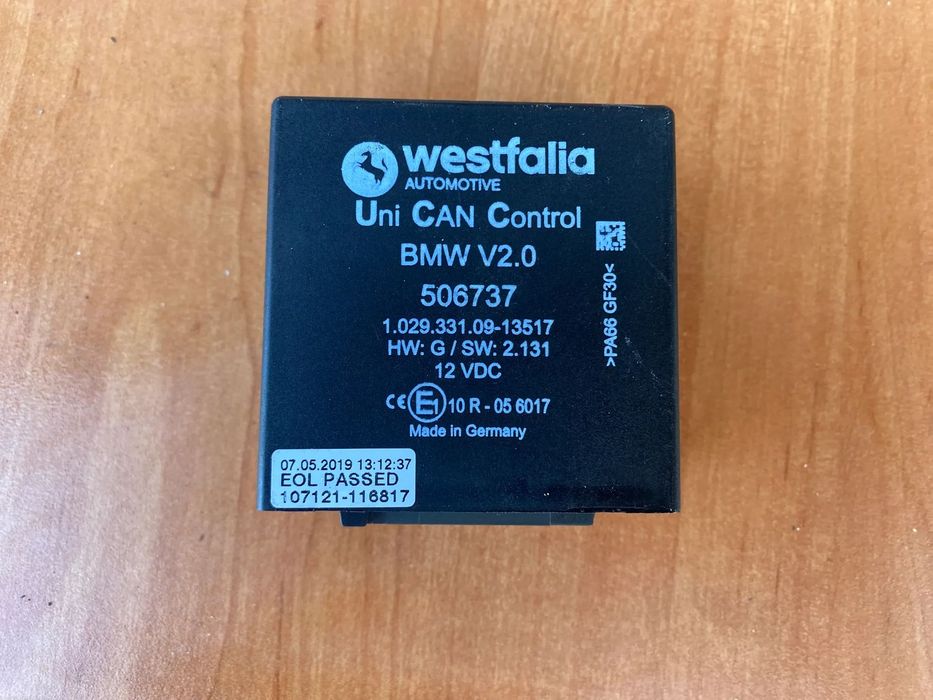 westfalia
AUTOMOTIVE
Uni CAN Control
BMW V2.0
506737
1.029.331.09-13517
HW: G / SW: 2.131
12 VDC
CE E1 10 R - 05 6017
Made in Germany
>PA66 GF30<
07.05.2019 13:12:37
EOL PASSED
107121-116817